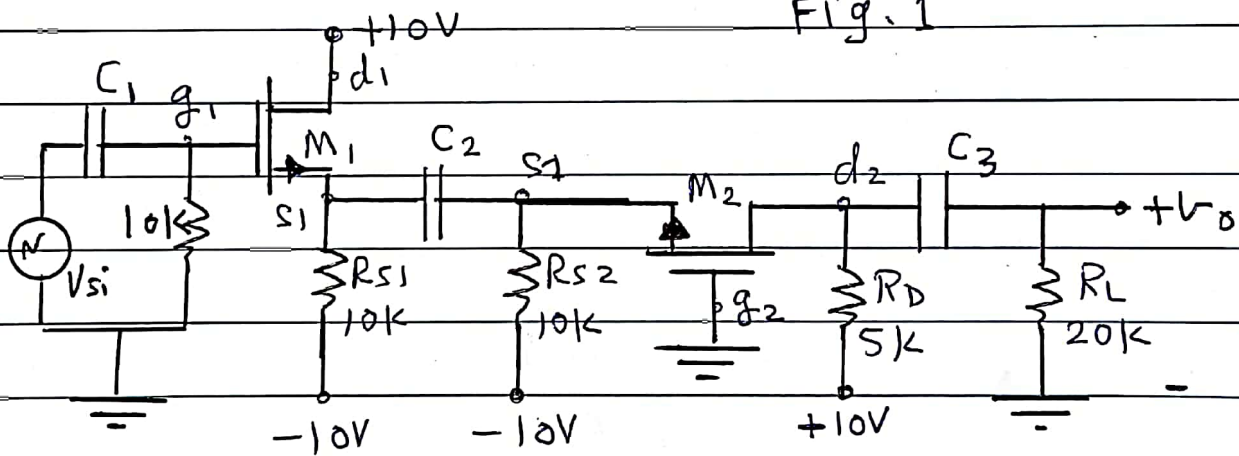 Fig. 1
+10V
d1
C1
g1
M1
C2
S2
M2
d2
C3
+Vo
10K
S1
Vsi
RS1
10K
RS2
10K
g2
RD
5K
RL
20K
-
-10V
-10V
+10V